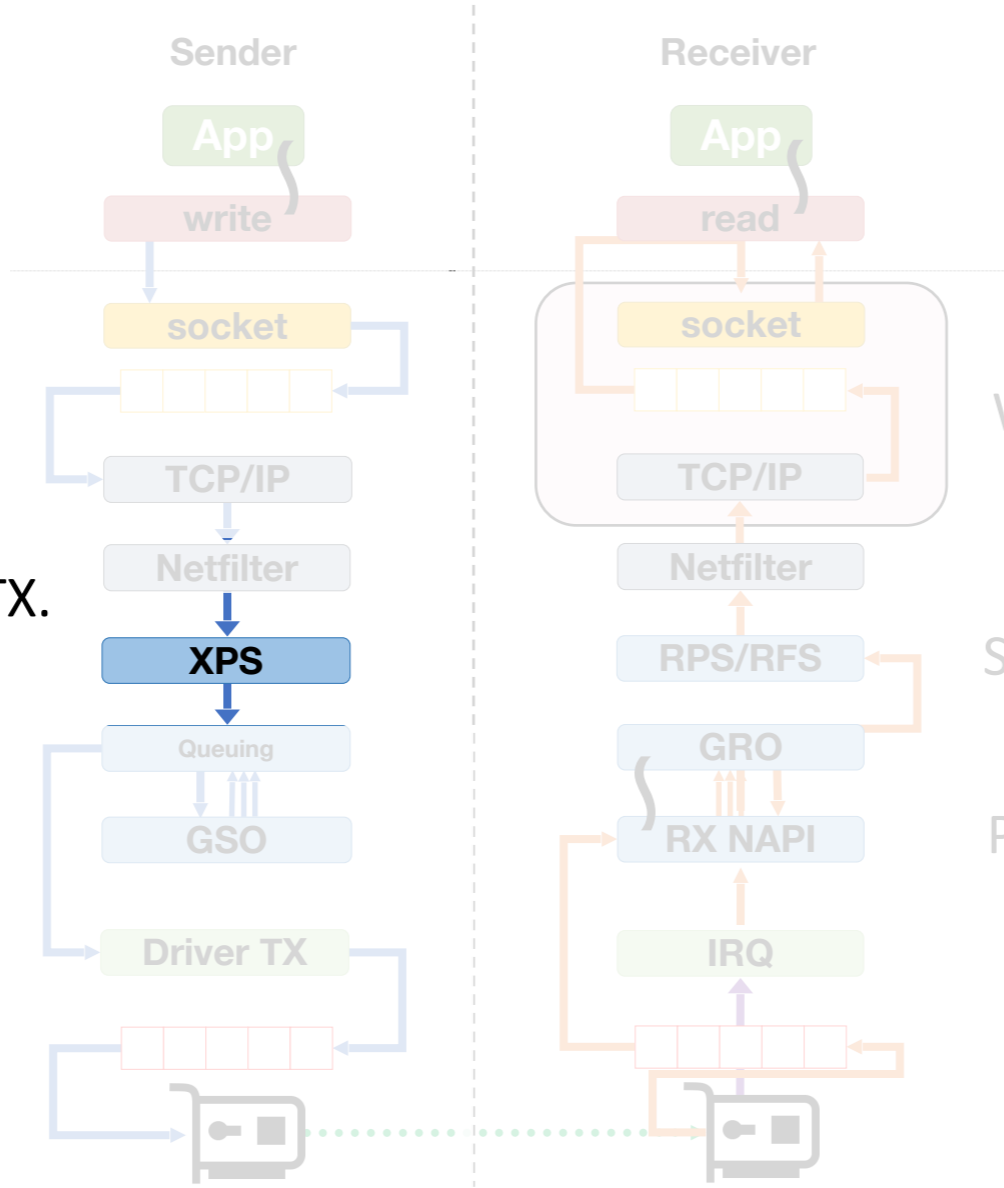 Sender
App
write
socket
TCP/IP
Netfilter
TX.
XPS
Queuing
GSO
Driver TX
Receiver
App
read
socket
TCP/IP
Netfilter
RPS/RFS
GRO
RX NAPI
IRQ